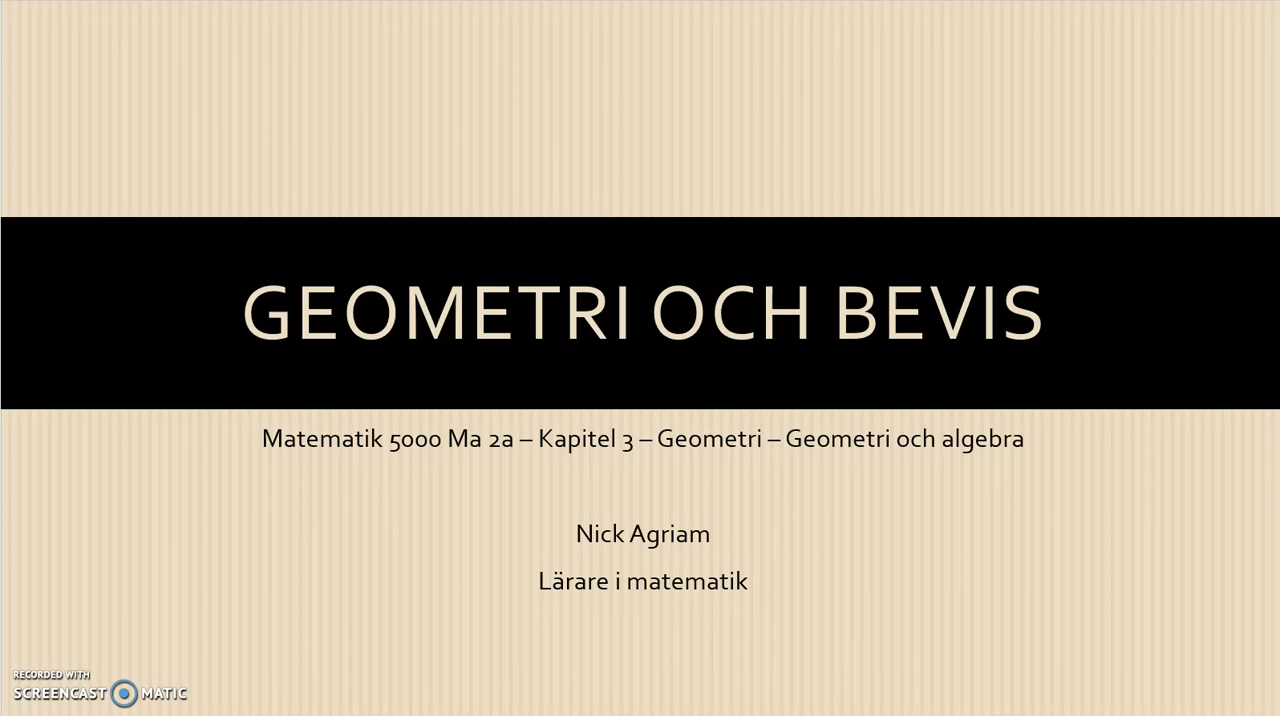 GEOMETRI OCH BEVIS
Matematik 5000 Ma 2a – Kapitel 3 – Geometri – Geometri och algebra
Nick Agriam
Lärare i matematik
RECORDED WITH
SCREENCAST MATIC